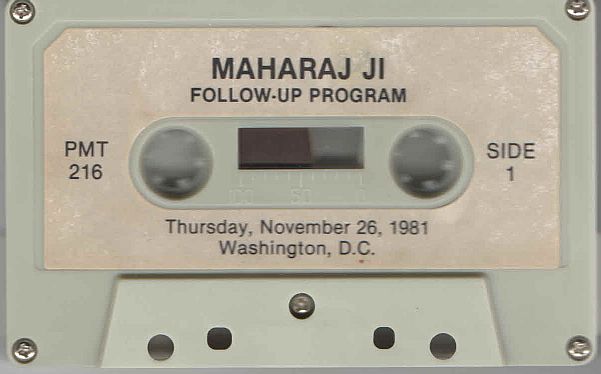 MAHARAJ JI
FOLLOW-UP PROGRAM
PMT
216
SIDE
1
100 50 0
Thursday, November 26, 1981
Washington, D.C.